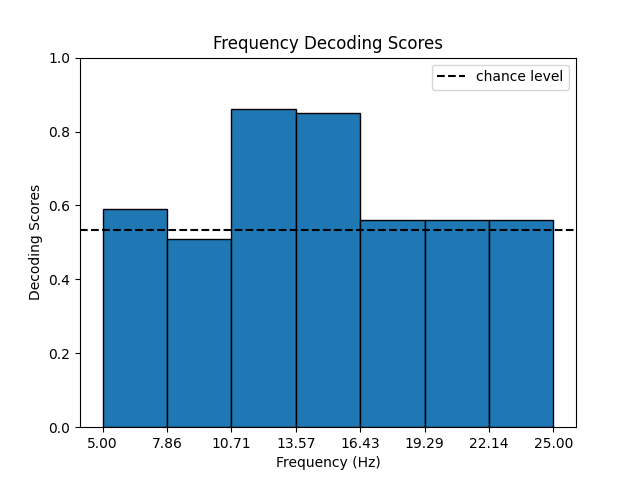 Frequency Decoding Scores
chance level
1.0
0.8
0.6
0.4
0.2
0.0
Decoding Scores
5.00 7.86 10.71 13.57 16.43 19.29 22.14 25.00
Frequency (Hz)